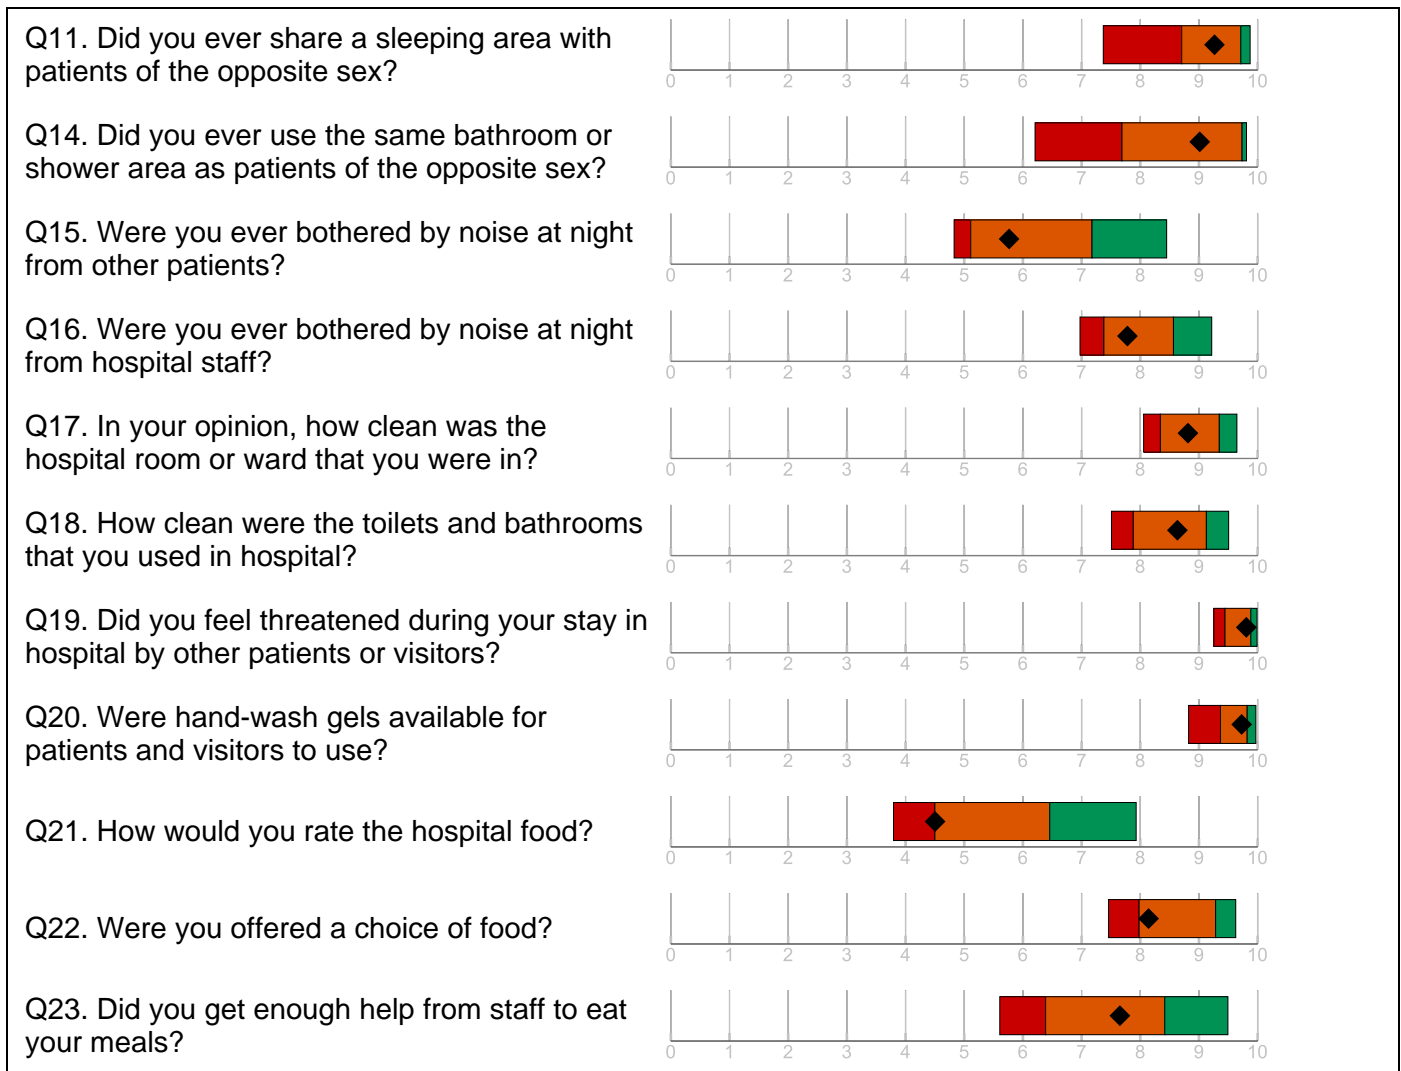 Q11. Did you ever share a sleeping area with
patients of the opposite sex?
0 1 2 3 4 5 6 7 8 9 10
Q14. Did you ever use the same bathroom or
shower area as patients of the opposite sex?
0 1 2 3 4 5 6 7 8 9 10
Q15. Were you ever bothered by noise at night
from other patients?
0 1 2 3 4 5 6 7 8 9 10
Q16. Were you ever bothered by noise at night
from hospital staff?
0 1 2 3 4 5 6 7 8 9 10
Q17. In your opinion, how clean was the
hospital room or ward that you were in?
0 1 2 3 4 5 6 7 8 9 10
Q18. How clean were the toilets and bathrooms
that you used in hospital?
0 1 2 3 4 5 6 7 8 9 10
Q19. Did you feel threatened during your stay in
hospital by other patients or visitors?
0 1 2 3 4 5 6 7 8 9 10
Q20. Were hand-wash gels available for
patients and visitors to use?
0 1 2 3 4 5 6 7 8 9 10
Q21. How would you rate the hospital food?
0 1 2 3 4 5 6 7 8 9 10
Q22. Were you offered a choice of food?
0 1 2 3 4 5 6 7 8 9 10
Q23. Did you get enough help from staff to eat
your meals?
0 1 2 3 4 5 6 7 8 9 10